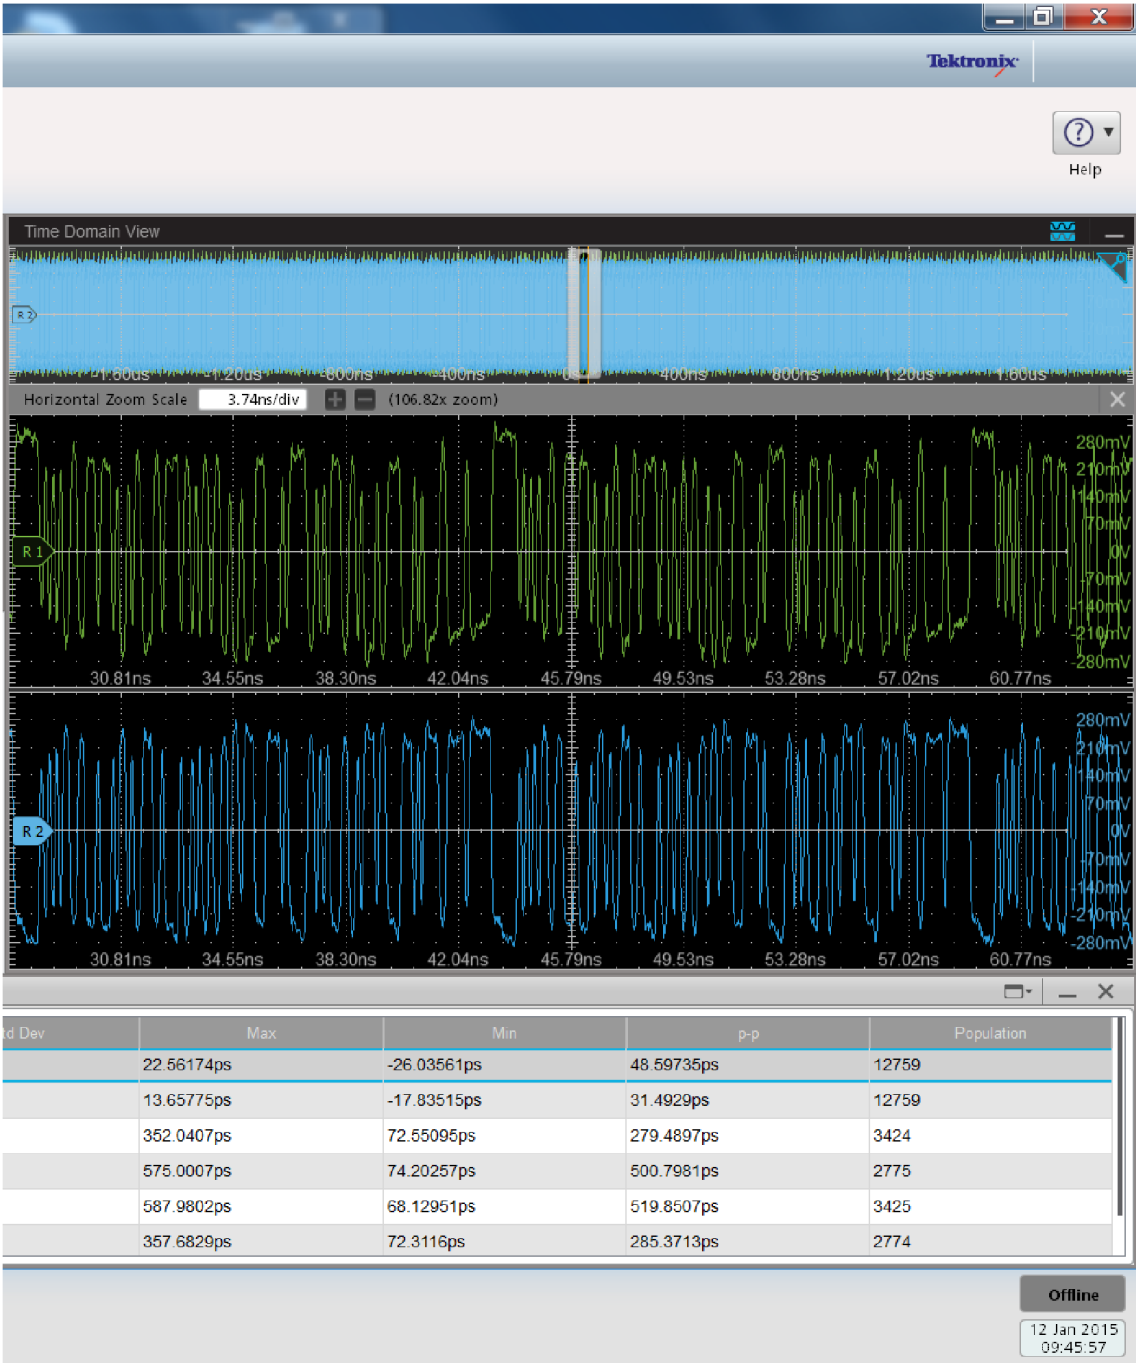 X
Tektronix
?
Help
Time Domain View
R 2
-1.60us -1.20us -800ns -400ns 0s 400ns 800ns 1.20us 1.60us
Horizontal Zoom Scale 3.74ns/div + - (106.82x zoom)
280mV
210mV
140mV
70mV
R 1 0V
-70mV
-140mV
-210mV
-280mV
30.81ns 34.55ns 38.30ns 42.04ns 45.79ns 49.53ns 53.28ns 57.02ns 60.77ns
280mV
210mV
140mV
70mV
R 2 0V
-70mV
-140mV
-210mV
-280mV
30.81ns 34.55ns 38.30ns 42.04ns 45.79ns 49.53ns 53.28ns 57.02ns 60.77ns
td Dev Max Min p-p Population
22.56174ps -26.03561ps 48.59735ps 12759
13.65775ps -17.83515ps 31.4929ps 12759
352.0407ps 72.55095ps 279.4897ps 3424
575.0007ps 74.20257ps 500.7981ps 2775
587.9802ps 68.12951ps 519.8507ps 3425
357.6829ps 72.3116ps 285.3713ps 2774
Offline
12 Jan 2015
09:45:57